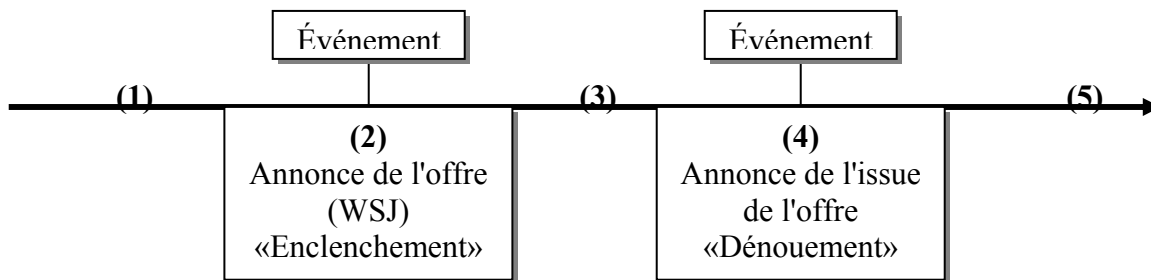 Événement Événement
(1) (3) (5)
(2) (4)
Annonce de l'offre Annonce de l'issue
(WSJ) de l'offre
«Enclenchement» «Dénouement»